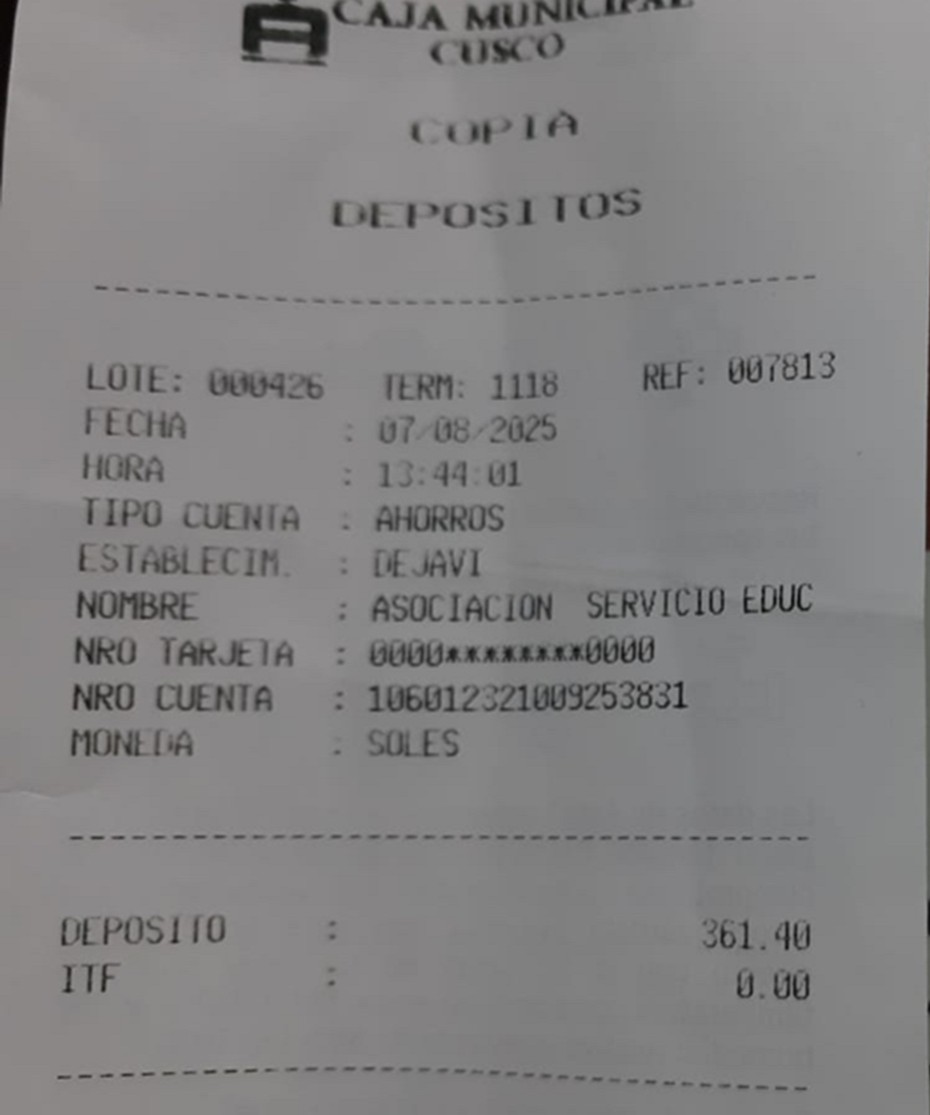 CAJA MUNICIPAL
CUSCO
COPIA
DEPOSITOS
LOTE: 000426 TERM: 1118 REF: 007813
FECHA : 07/08/2025
HORA : 13:44:01
TIPO CUENTA : AHORROS
ESTABLECIM. : DEJAVI
NOMBRE : ASOCIACION SERVICIO EDUC
NRO TARJETA : 0000********0000
NRO CUENTA : 106012321009253831
MONEDA : SOLES
DEPOSITO : 361.40
ITF : 0.00